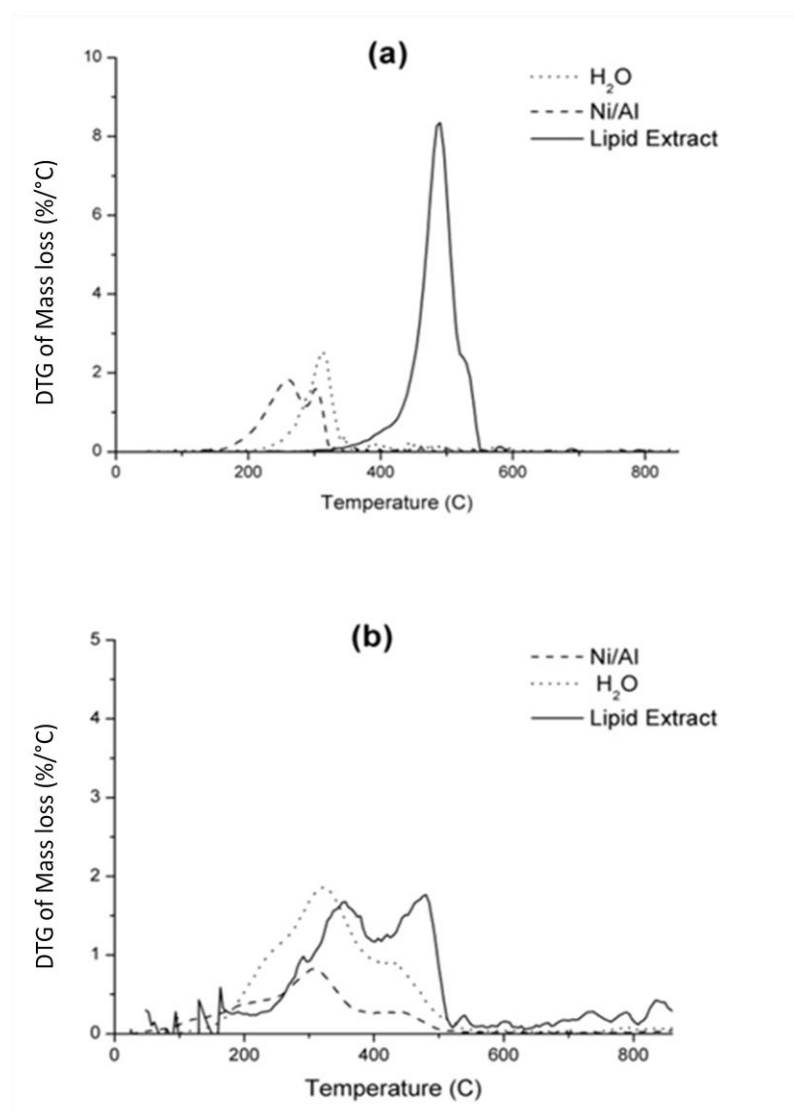 (a)
DTG of Mass loss (%/°C)
10
8
6
4
2
0
H₂O
Ni/Al
Lipid Extract
0 200 400 600 800
Temperature (C)
(b)
DTG of Mass loss (%/°C)
5
4
3
2
1
0
Ni/Al
H₂O
Lipid Extract
0 200 400 600 800
Temperature (C)